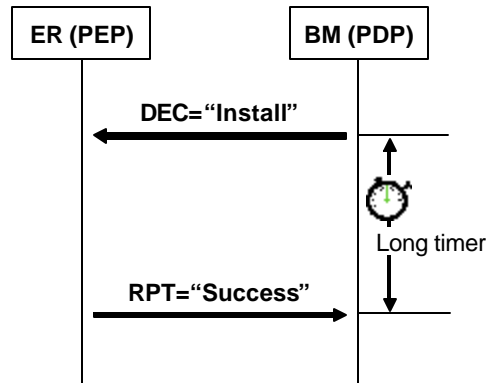 ER (PEP)
BM (PDP)
DEC=“Install”
Long timer
RPT=“Success”